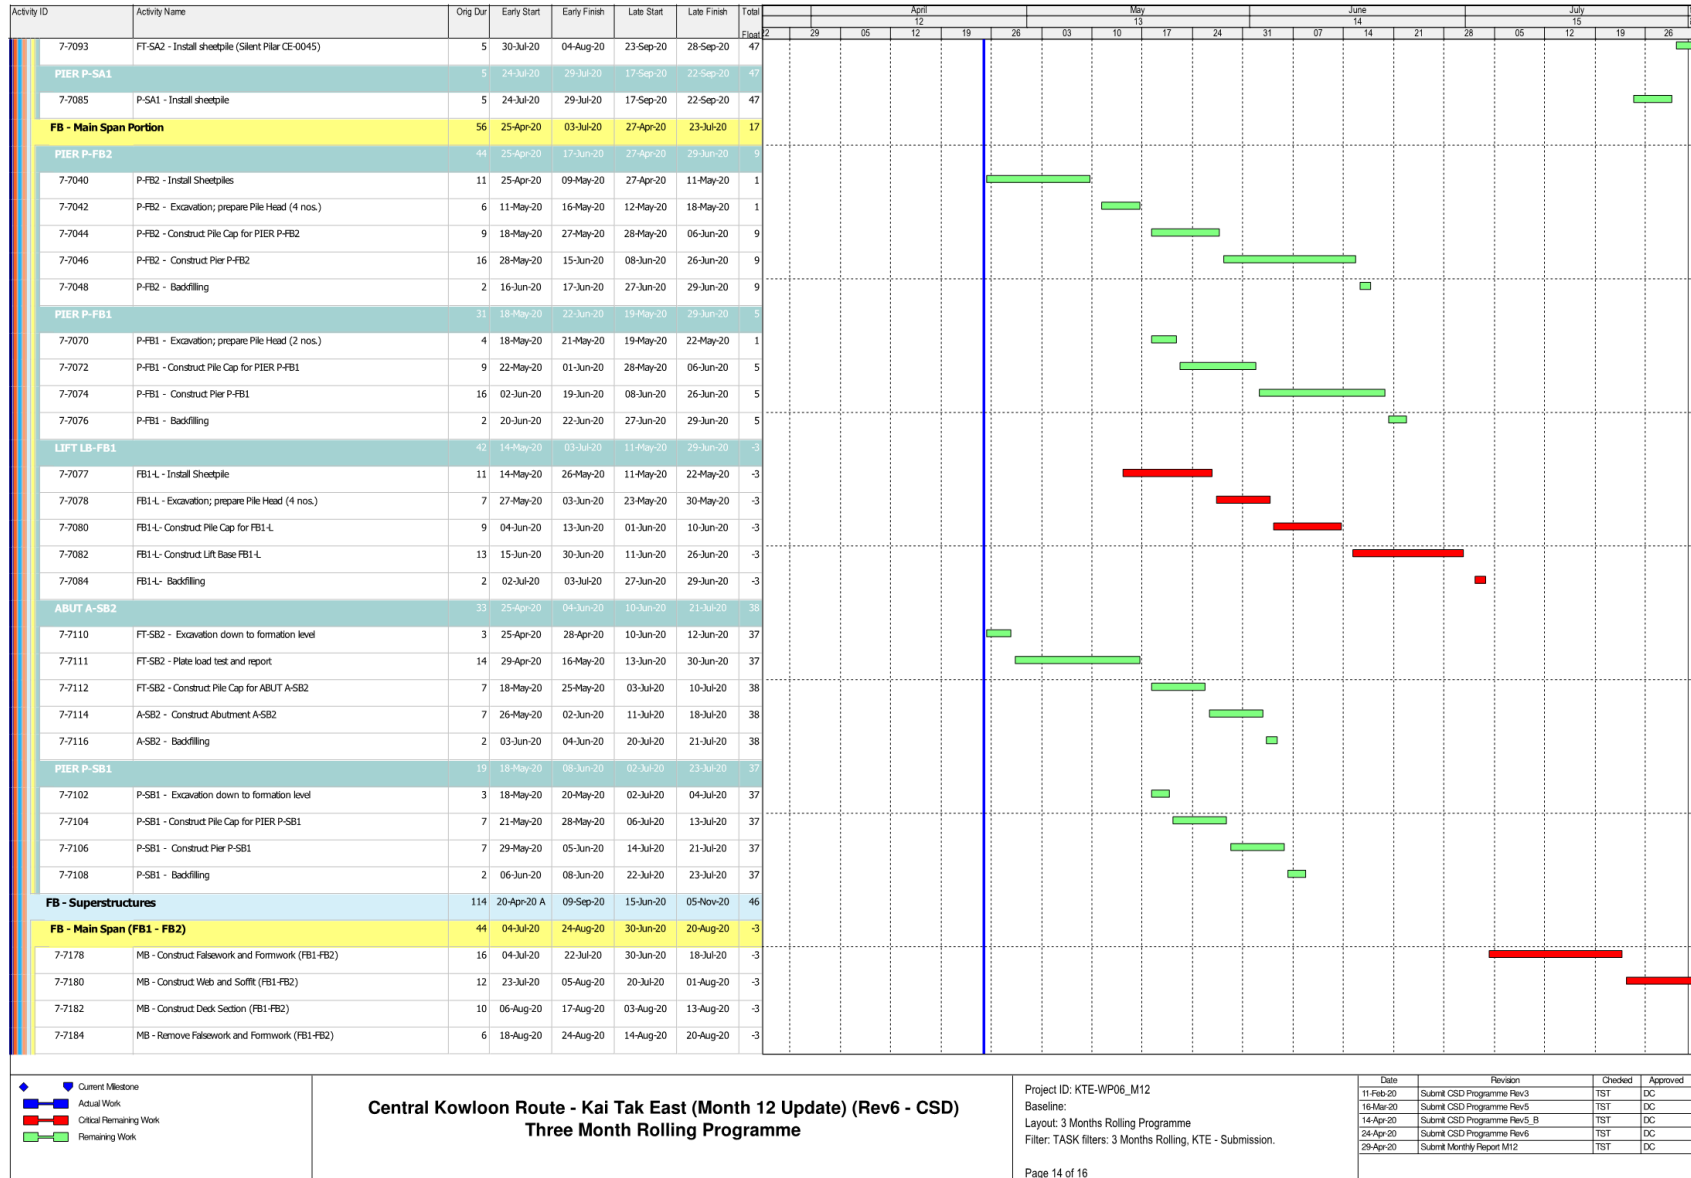 Activity ID Activity Name Orig Dur Early Start Early Finish Late Start Late Finish Total Float
April May June July
12 13 14 15
22 29 05 12 19 26 03 10 17 24 31 07 14 21 28 05 12 19 26
7-7093 FT-SA2 - Install sheetpile (Silent Pilar CE-0045) 5 30-Jul-20 04-Aug-20 23-Sep-20 28-Sep-20 47
PIER P-SA1 5 24-Jul-20 29-Jul-20 17-Sep-20 22-Sep-20 47
7-7085 P-SA1 - Install sheetpile 5 24-Jul-20 29-Jul-20 17-Sep-20 22-Sep-20 47
FB - Main Span Portion 56 25-Apr-20 03-Jul-20 27-Apr-20 23-Jul-20 17
PIER P-FB2 44 25-Apr-20 17-Jun-20 27-Apr-20 29-Jun-20 9
7-7040 P-FB2 - Install Sheetpiles 11 25-Apr-20 09-May-20 27-Apr-20 11-May-20 1
7-7042 P-FB2 - Excavation; prepare Pile Head (4 nos.) 6 11-May-20 16-May-20 12-May-20 18-May-20 1
7-7044 P-FB2 - Construct Pile Cap for PIER P-FB2 9 18-May-20 27-May-20 28-May-20 06-Jun-20 9
7-7046 P-FB2 - Construct Pier P-FB2 16 28-May-20 15-Jun-20 08-Jun-20 26-Jun-20 9
7-7048 P-FB2 - Backfilling 2 16-Jun-20 17-Jun-20 27-Jun-20 29-Jun-20 9
PIER P-FB1 31 18-May-20 22-Jun-20 19-May-20 29-Jun-20 5
7-7070 P-FB1 - Excavation; prepare Pile Head (2 nos.) 4 18-May-20 21-May-20 19-May-20 22-May-20 1
7-7072 P-FB1 - Construct Pile Cap for PIER P-FB1 9 22-May-20 01-Jun-20 28-May-20 06-Jun-20 5
7-7074 P-FB1 - Construct Pier P-FB1 16 02-Jun-20 19-Jun-20 08-Jun-20 26-Jun-20 5
7-7076 P-FB1 - Backfilling 2 20-Jun-20 22-Jun-20 27-Jun-20 29-Jun-20 5
LIFT LB-FB1 42 14-May-20 03-Jul-20 11-May-20 29-Jun-20 -3
7-7077 FB1-L - Install Sheetpile 11 14-May-20 26-May-20 11-May-20 22-May-20 -3
7-7078 FB1-L - Excavation; prepare Pile Head (4 nos.) 7 27-May-20 03-Jun-20 23-May-20 30-May-20 -3
7-7080 FB1-L- Construct Pile Cap for FB1-L 9 04-Jun-20 13-Jun-20 01-Jun-20 10-Jun-20 -3
7-7082 FB1-L- Construct Lift Base FB1-L 13 15-Jun-20 30-Jun-20 11-Jun-20 26-Jun-20 -3
7-7084 FB1-L- Backfilling 2 02-Jul-20 03-Jul-20 27-Jun-20 29-Jun-20 -3
ABUT A-SB2 33 25-Apr-20 04-Jun-20 10-Jun-20 21-Jul-20 38
7-7110 FT-SB2 - Excavation down to formation level 3 25-Apr-20 28-Apr-20 10-Jun-20 12-Jun-20 37
7-7111 FT-SB2 - Plate load test and report 14 29-Apr-20 16-May-20 13-Jun-20 30-Jun-20 37
7-7112 FT-SB2 - Construct Pile Cap for ABUT A-SB2 7 18-May-20 25-May-20 03-Jul-20 10-Jul-20 38
7-7114 A-SB2 - Construct Abutment A-SB2 7 26-May-20 02-Jun-20 11-Jul-20 18-Jul-20 38
7-7116 A-SB2 - Backfilling 2 03-Jun-20 04-Jun-20 20-Jul-20 21-Jul-20 38
PIER P-SB1 19 18-May-20 08-Jun-20 02-Jul-20 23-Jul-20 37
7-7102 P-SB1 - Excavation down to formation level 3 18-May-20 20-May-20 02-Jul-20 04-Jul-20 37
7-7104 P-SB1 - Construct Pile Cap for PIER P-SB1 7 21-May-20 28-May-20 06-Jul-20 13-Jul-20 37
7-7106 P-SB1 - Construct Pier P-SB1 7 29-May-20 05-Jun-20 14-Jul-20 21-Jul-20 37
7-7108 P-SB1 - Backfilling 2 06-Jun-20 08-Jun-20 22-Jul-20 23-Jul-20 37
FB - Superstructures 114 20-Apr-20 A 09-Sep-20 15-Jun-20 05-Nov-20 46
FB - Main Span (FB1 - FB2) 44 04-Jul-20 24-Aug-20 30-Jun-20 20-Aug-20 -3
7-7178 MB - Construct Falsework and Formwork (FB1-FB2) 16 04-Jul-20 22-Jul-20 30-Jun-20 18-Jul-20 -3
7-7180 MB - Construct Web and Soffit (FB1-FB2) 12 23-Jul-20 05-Aug-20 20-Jul-20 01-Aug-20 -3
7-7182 MB - Construct Deck Section (FB1-FB2) 10 06-Aug-20 17-Aug-20 03-Aug-20 13-Aug-20 -3
7-7184 MB - Remove Falsework and Formwork (FB1-FB2) 6 18-Aug-20 24-Aug-20 14-Aug-20 20-Aug-20 -3
Current Milestone
Actual Work
Critical Remaining Work
Remaining Work
Central Kowloon Route - Kai Tak East (Month 12 Update) (Rev6 - CSD)
Three Month Rolling Programme
Project ID: KTE-WP06_M12
Baseline:
Layout: 3 Months Rolling Programme
Filter: TASK filters: 3 Months Rolling, KTE - Submission.
Page 14 of 16
Date Revision Checked Approved
11-Feb-20 Submit CSD Programme Rev3 TST DC
16-Mar-20 Submit CSD Programme Rev5 TST DC
14-Apr-20 Submit CSD Programme Rev5_B TST DC
24-Apr-20 Submit CSD Programme Rev6 TST DC
29-Apr-20 Submit Monthly Report M12 TST DC